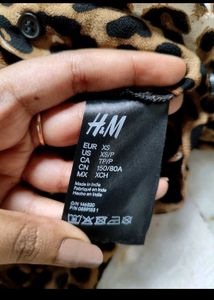 H&M
EUR XS
US XS/P
CA TP/P
CN 150/80A
MX XCH
Made in India
Fabriqué en Inde
Hecho en India